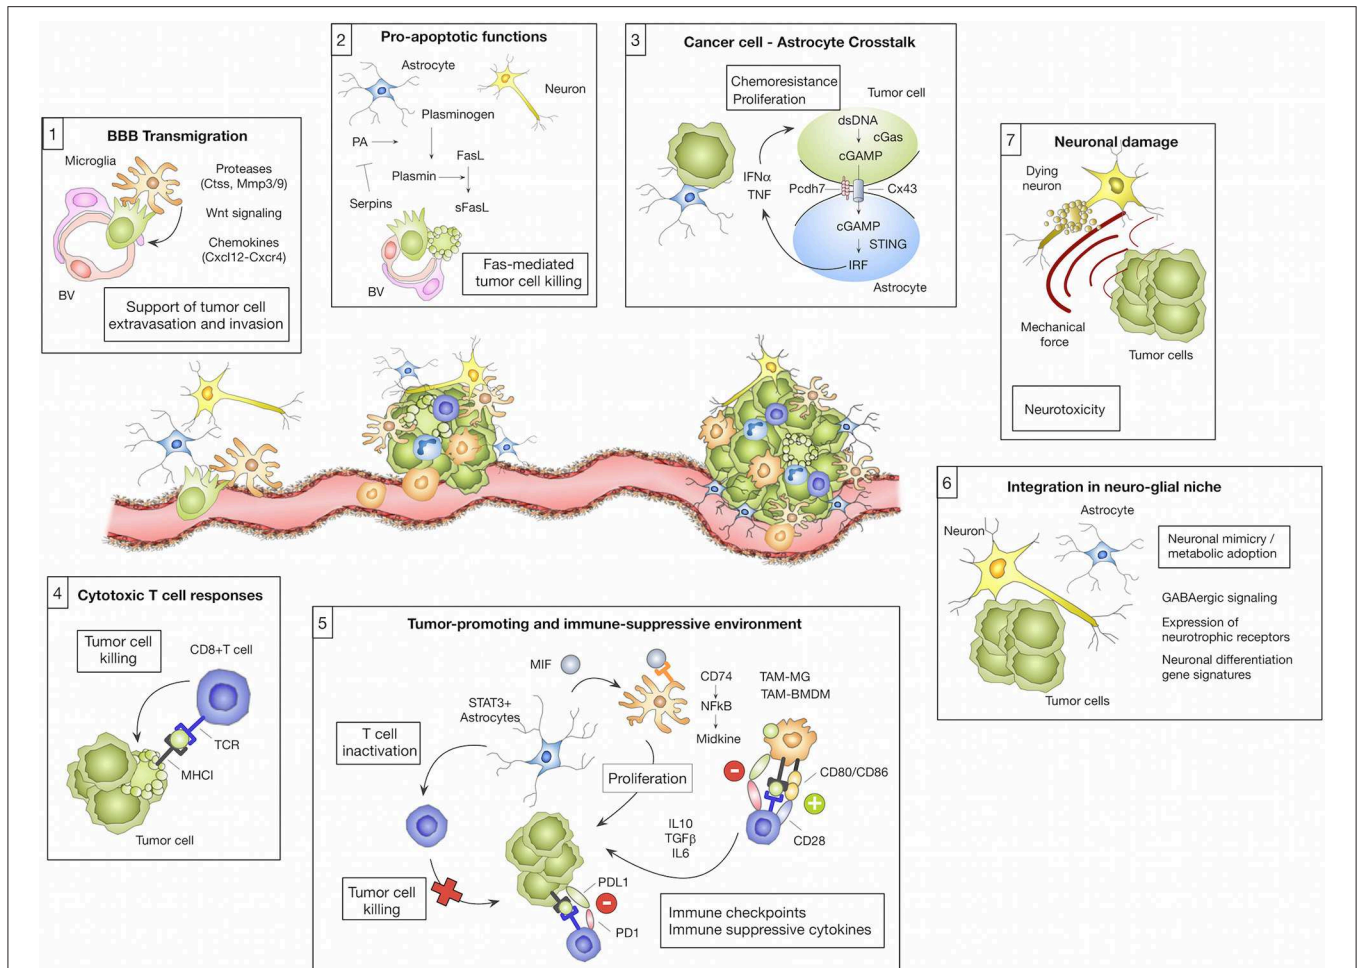 1
BBB Transmigration
Microglia
Proteases
(Ctss, Mmp3/9)
Wnt signaling
Chemokines
(Cxcl12-Cxcr4)
BV
Support of tumor cell
extravasation and invasion
2
Pro-apoptotic functions
Astrocyte
Neuron
Plasminogen
PA
FasL
Plasmin
Serpins
sFasL
BV
Fas-mediated
tumor cell killing
3
Cancer cell - Astrocyte Crosstalk
Chemoresistance
Proliferation
Tumor cell
dsDNA
cGas
cGAMP
IFNα
TNF
Pcdh7
Cx43
cGAMP
STING
IRF
Astrocyte
7
Neuronal damage
Dying
neuron
Mechanical
force
Tumor cells
Neurotoxicity
6
Integration in neuro-glial niche
Astrocyte
Neuron
Neuronal mimicry /
metabolic adoption
GABAergic signaling
Expression of
neurotrophic receptors
Neuronal differentiation
gene signatures
Tumor cells
4
Cytotoxic T cell responses
Tumor cell
killing
CD8+T cell
TCR
MHCI
Tumor cell
5
Tumor-promoting and immune-suppressive environment
MIF
CD74
NFkB
Midkine
TAM-MG
TAM-BMDM
STAT3+
Astrocytes
T cell
inactivation
Proliferation
CD80/CD86
CD28
IL10
TGFβ
IL6
Tumor cell
killing
PDL1
PD1
Immune checkpoints
Immune suppressive cytokines